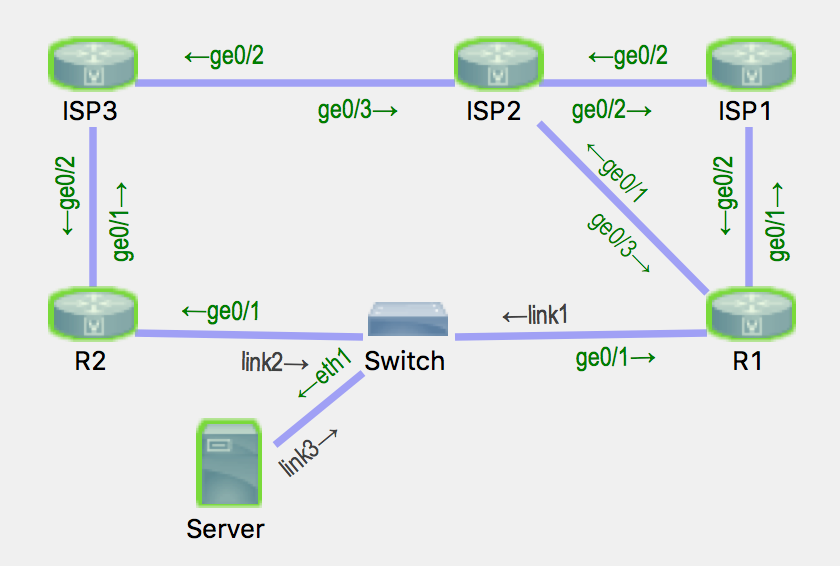 ←ge0/2
←ge0/2
ISP3
ge0/3→
ISP2
ge0/2→
ISP1
←ge0/2
ge0/1→
←ge0/1
ge0/3→
←ge0/2
ge0/1→
←ge0/1
←link1
R2
link2→
Switch
ge0/1→
R1
←eth1
link3→
Server